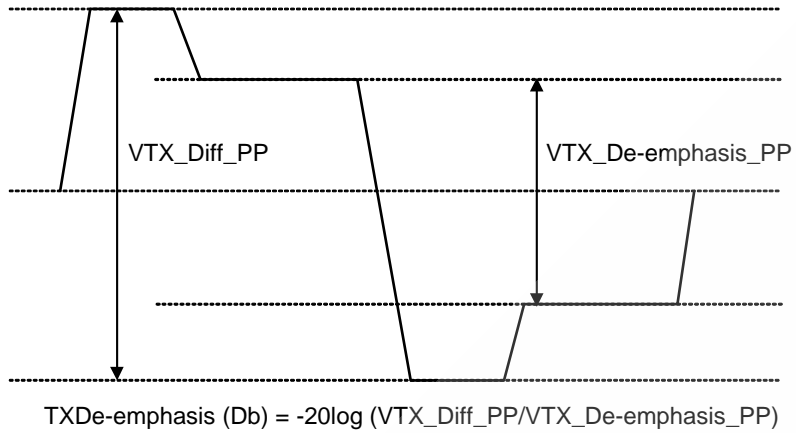 VTX_Diff_PP
VTX_De-emphasis_PP
TXDe-emphasis (Db) = -20log (VTX_Diff_PP/VTX_De-emphasis_PP)